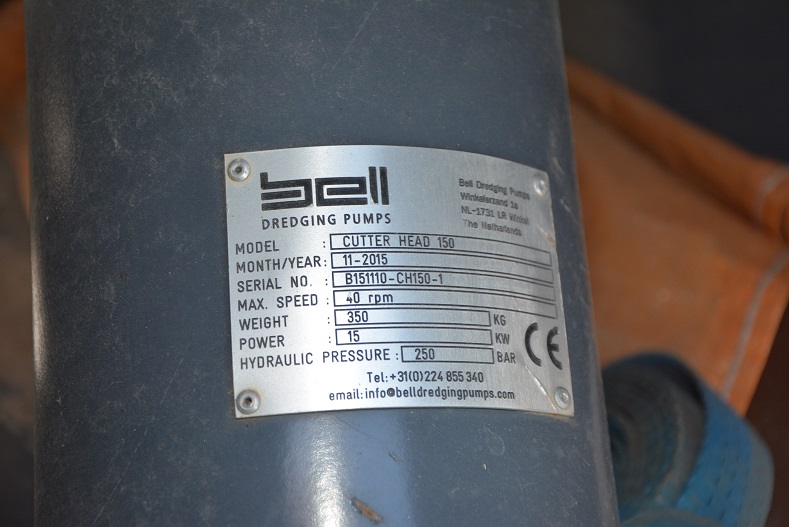 bell
DREDGING PUMPS
Bell Dredging Pumps
Winkelerzand 1a
NL-1731 LR Winkel
The Netherlands
MODEL : CUTTER HEAD 150
MONTH/YEAR: 11-2015
SERIAL NO. : B151110-CH150-1
MAX. SPEED : 40 rpm
WEIGHT : 350 KG
POWER : 15 KW
HYDRAULIC PRESSURE : 250 BAR
CE
Tel:+31(0)224 855 340
email:info@belldredgingpumps.com